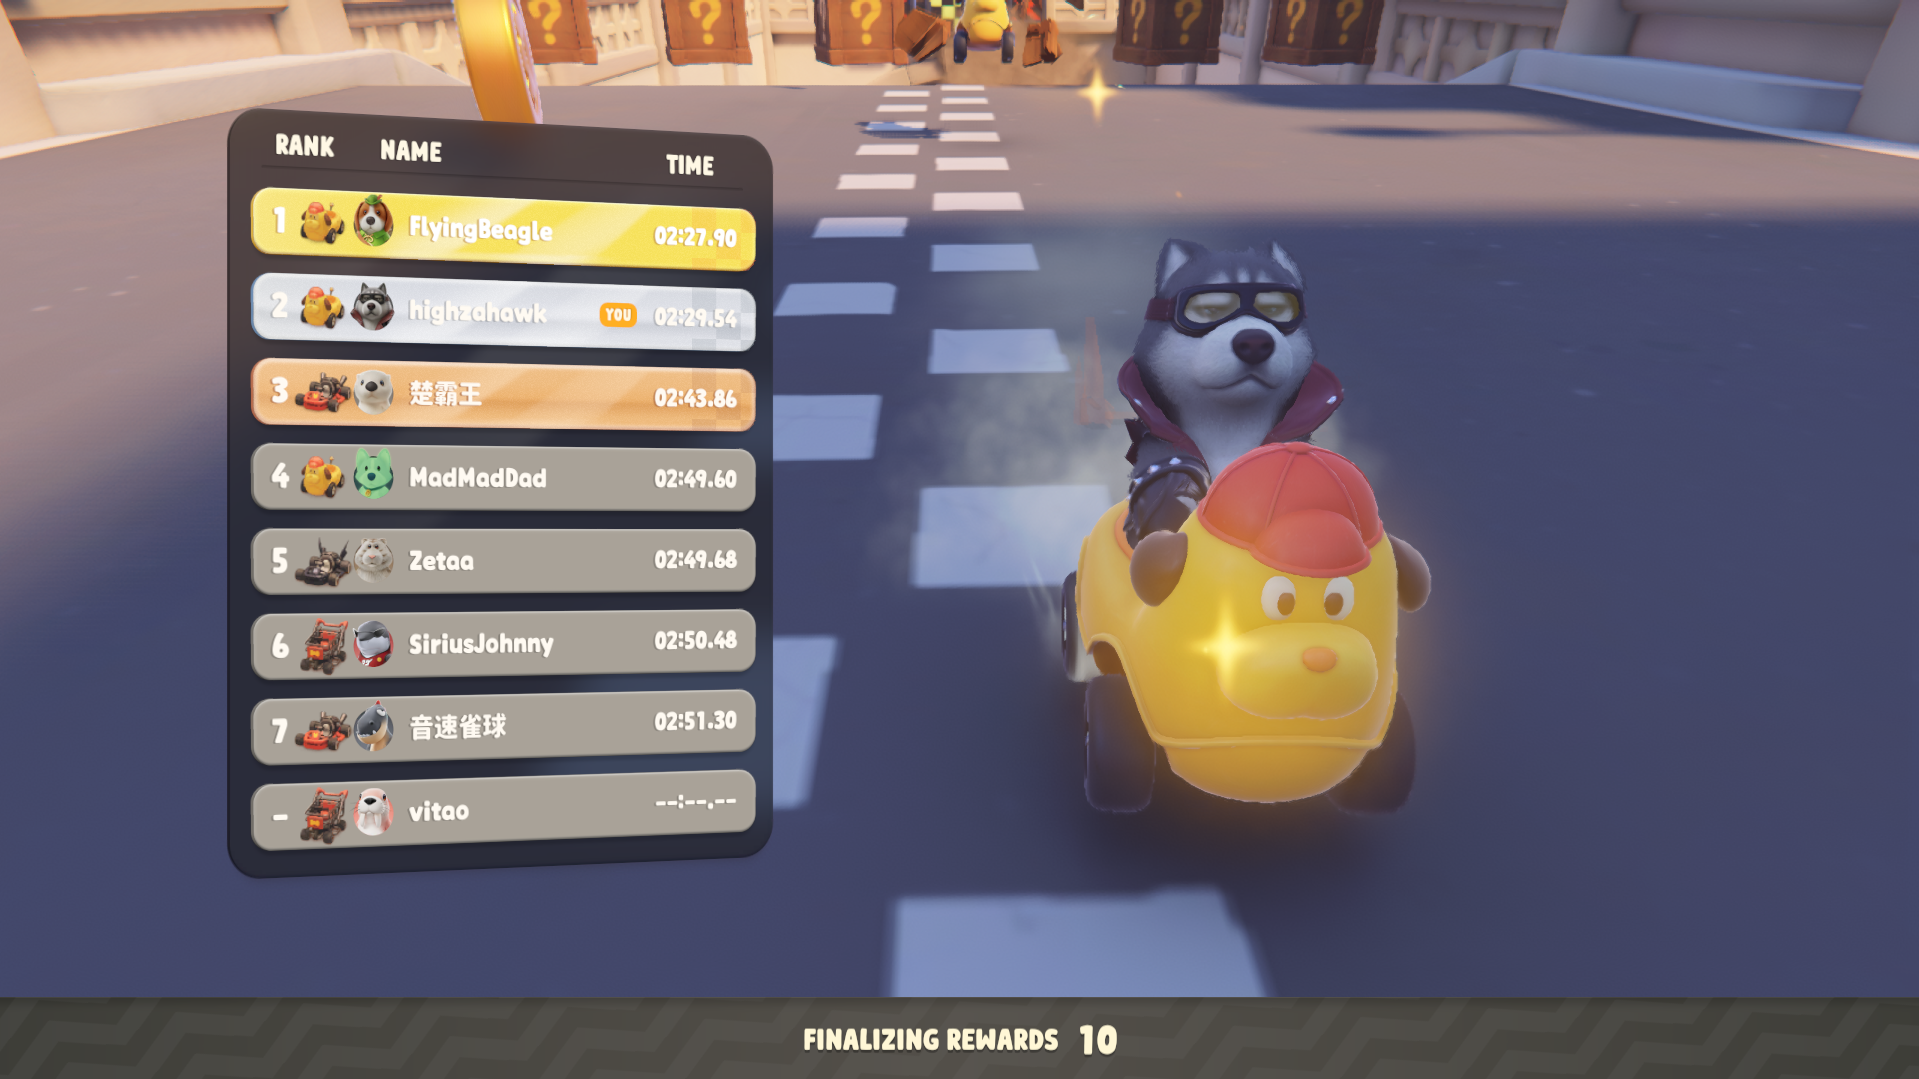 RANK NAME TIME
1 FlyingBeagle 02:27.90
2 highzahawk YOU 02:29.54
3 楚霸王 02:43.86
4 MadMadDad 02:49.60
5 Zetaa 02:49.68
6 SiriusJohnny 02:50.48
7 音速雀球 02:51.30
- vitao --:--.--
FINALIZING REWARDS 10